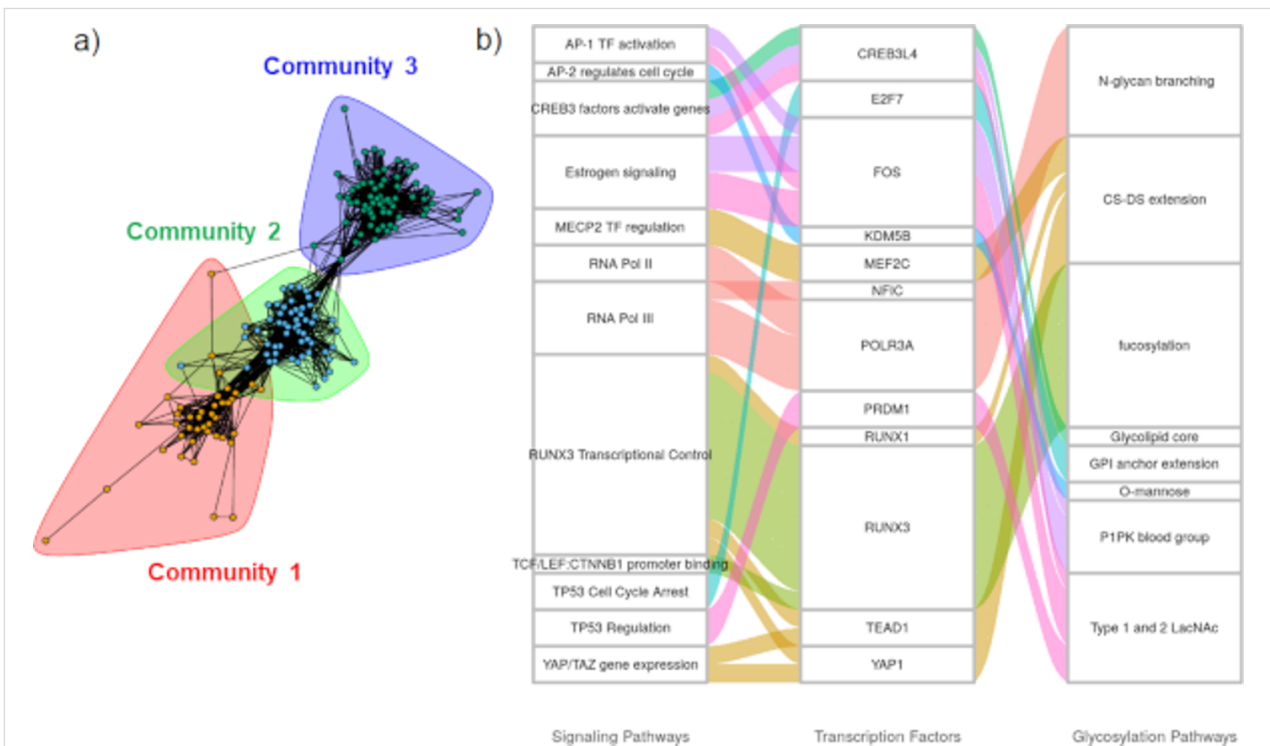 a)
Community 3
Community 2
Community 1
b)
AP-1 TF activation
AP-2 regulates cell cycle
CREB3 factors activate genes
Estrogen signaling
MECP2 TF regulation
RNA Pol II
RNA Pol III
RUNX3 Transcriptional Control
TCF/LEF:CTNNB1 promoter binding
TP53 Cell Cycle Arrest
TP53 Regulation
YAP/TAZ gene expression
Signaling Pathways
CREB3L4
E2F7
FOS
KDM5B
MEF2C
NFIC
POLR3A
PRDM1
RUNX1
RUNX3
TEAD1
YAP1
Transcription Factors
N-glycan branching
CS-DS extension
fucosylation
Glycolipid core
GPI anchor extension
O-mannose
P1PK blood group
Type 1 and 2 LacNAc
Glycosylation Pathways